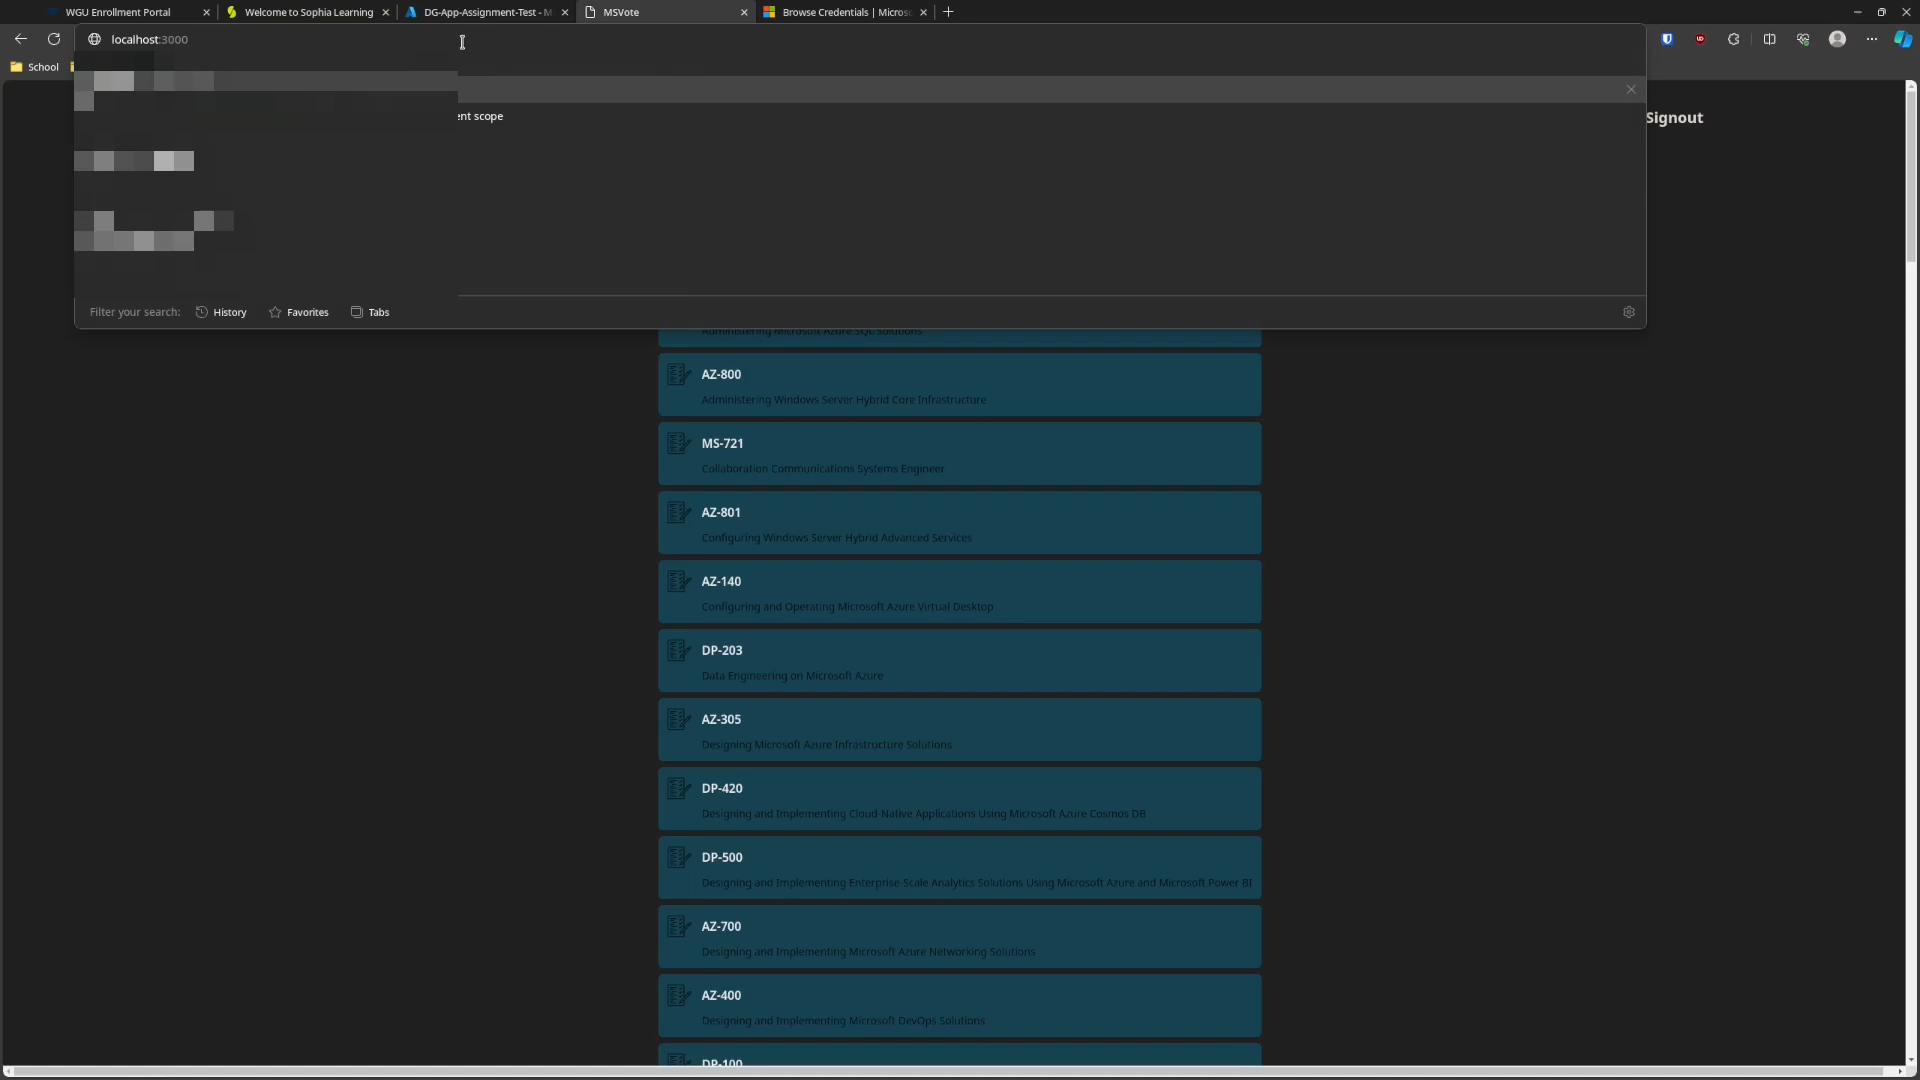 WGU Enrollment Portal
Welcome to Sophia Learning
DG-App-Assignment-Test - M
MSVote
Browse Credentials | Micros
localhost:3000
School
ent scope
Signout
Filter your search: History Favorites Tabs
Administering Microsoft Azure SQL Solutions
AZ-800
Administering Windows Server Hybrid Core Infrastructure
MS-721
Collaboration Communications Systems Engineer
AZ-801
Configuring Windows Server Hybrid Advanced Services
AZ-140
Configuring and Operating Microsoft Azure Virtual Desktop
DP-203
Data Engineering on Microsoft Azure
AZ-305
Designing Microsoft Azure Infrastructure Solutions
DP-420
Designing and Implementing Cloud-Native Applications Using Microsoft Azure Cosmos DB
DP-500
Designing and Implementing Enterprise-Scale Analytics Solutions Using Microsoft Azure and Microsoft Power BI
AZ-700
Designing and Implementing Microsoft Azure Networking Solutions
AZ-400
Designing and Implementing Microsoft DevOps Solutions
DP-100